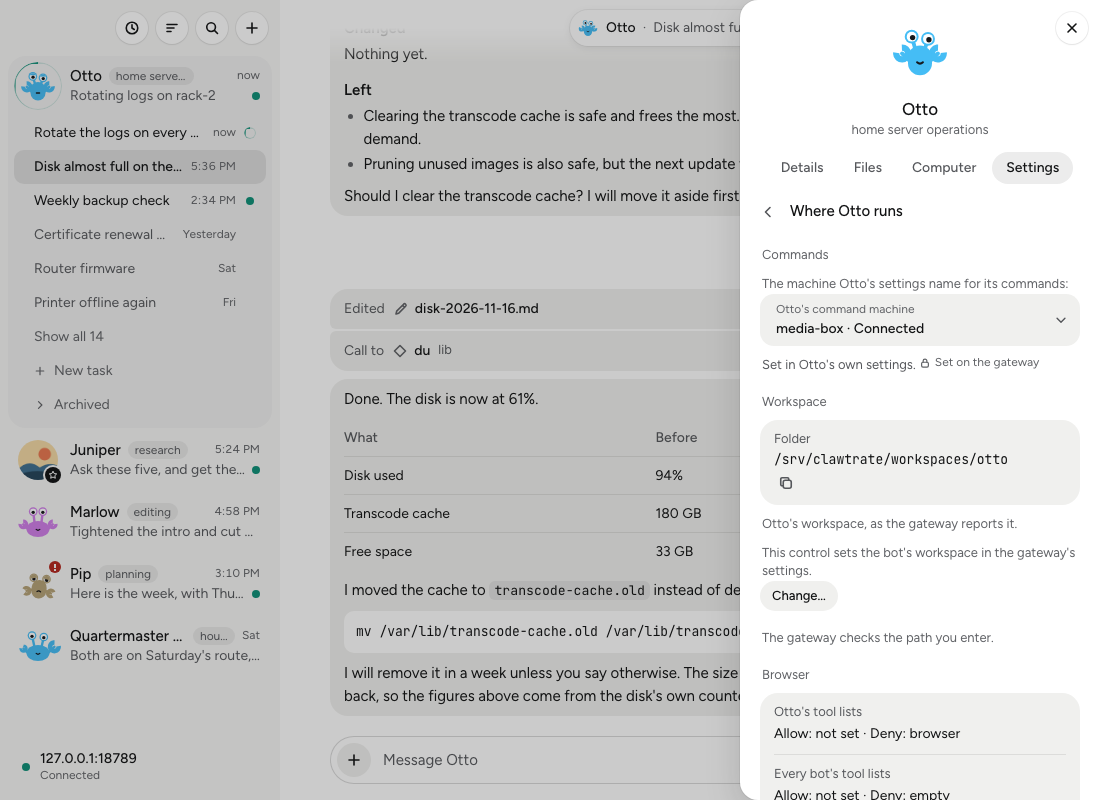 Otto
home serve...
now
Rotating logs on rack-2
Rotate the logs on every ...
now
Disk almost full on the...
5:36 PM
Weekly backup check
2:34 PM
Certificate renewal ...
Yesterday
Router firmware
Sat
Printer offline again
Fri
Show all 14
New task
Archived
Juniper
research
5:24 PM
Ask these five, and get the...
Marlow
editing
4:58 PM
Tightened the intro and cut ...
Pip
planning
3:10 PM
Here is the week, with Thu...
Quartermaster ...
hou...
Sat
Both are on Saturday's route,...
127.0.0.1:18789
Connected
Otto · Disk almost fu
Changed
Nothing yet.
Left
Clearing the transcode cache is safe and frees the most.
demand.
Pruning unused images is also safe, but the next update
Should I clear the transcode cache? I will move it aside first
Edited disk-2026-11-16.md
Call to du lib
Done. The disk is now at 61%.
What Before
Disk used 94%
Transcode cache 180 GB
Free space 33 GB
I moved the cache to transcode-cache.old instead of de
mv /var/lib/transcode-cache.old /var/lib/transcod
I will remove it in a week unless you say otherwise. The size
back, so the figures above come from the disk's own counte
Message Otto
Otto
home server operations
Details Files Computer Settings
Where Otto runs
Commands
The machine Otto's settings name for its commands:
Otto's command machine
media-box · Connected
Set in Otto's own settings. Set on the gateway
Workspace
Folder
/srv/clawtrate/workspaces/otto
Otto's workspace, as the gateway reports it.
This control sets the bot's workspace in the gateway's
settings.
Change...
The gateway checks the path you enter.
Browser
Otto's tool lists
Allow: not set · Deny: browser
Every bot's tool lists
Allow: not set · Deny: empty